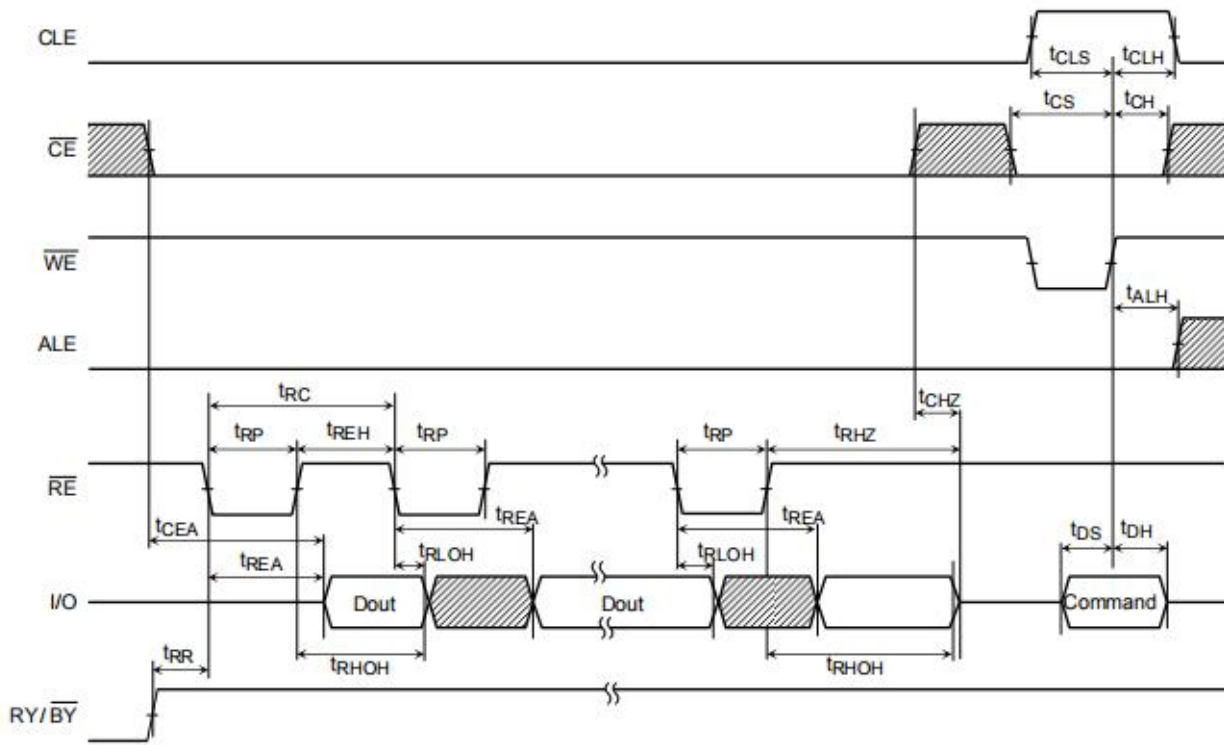 CLE
tCLS tCLH
tCS tCH
CE
WE
tALH
ALE
tRC
tCHZ
tRP tREH tRP tRP tRHZ
RE
tCEA tREA tREA
tDS tDH
tREA tRLOH tRLOH
I/O Dout Dout Command
tRR tRHOH tRHOH
RY/BY